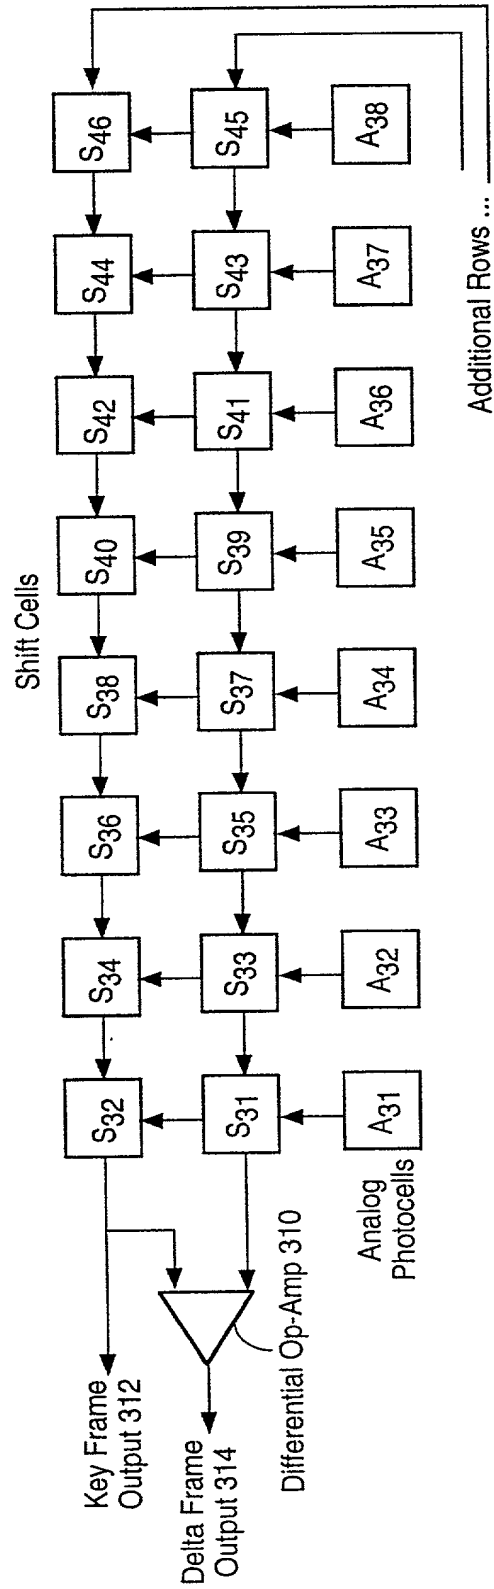 Shift Cells
Key Frame
Output 312
S32
S34
S36
S38
S40
S42
S44
S46
Delta Frame
Output 314
S31
S33
S35
S37
S39
S41
S43
S45
Differential Op-Amp 310
Analog
Photocells
A31
A32
A33
A34
A35
A36
A37
A38
Additional Rows ...